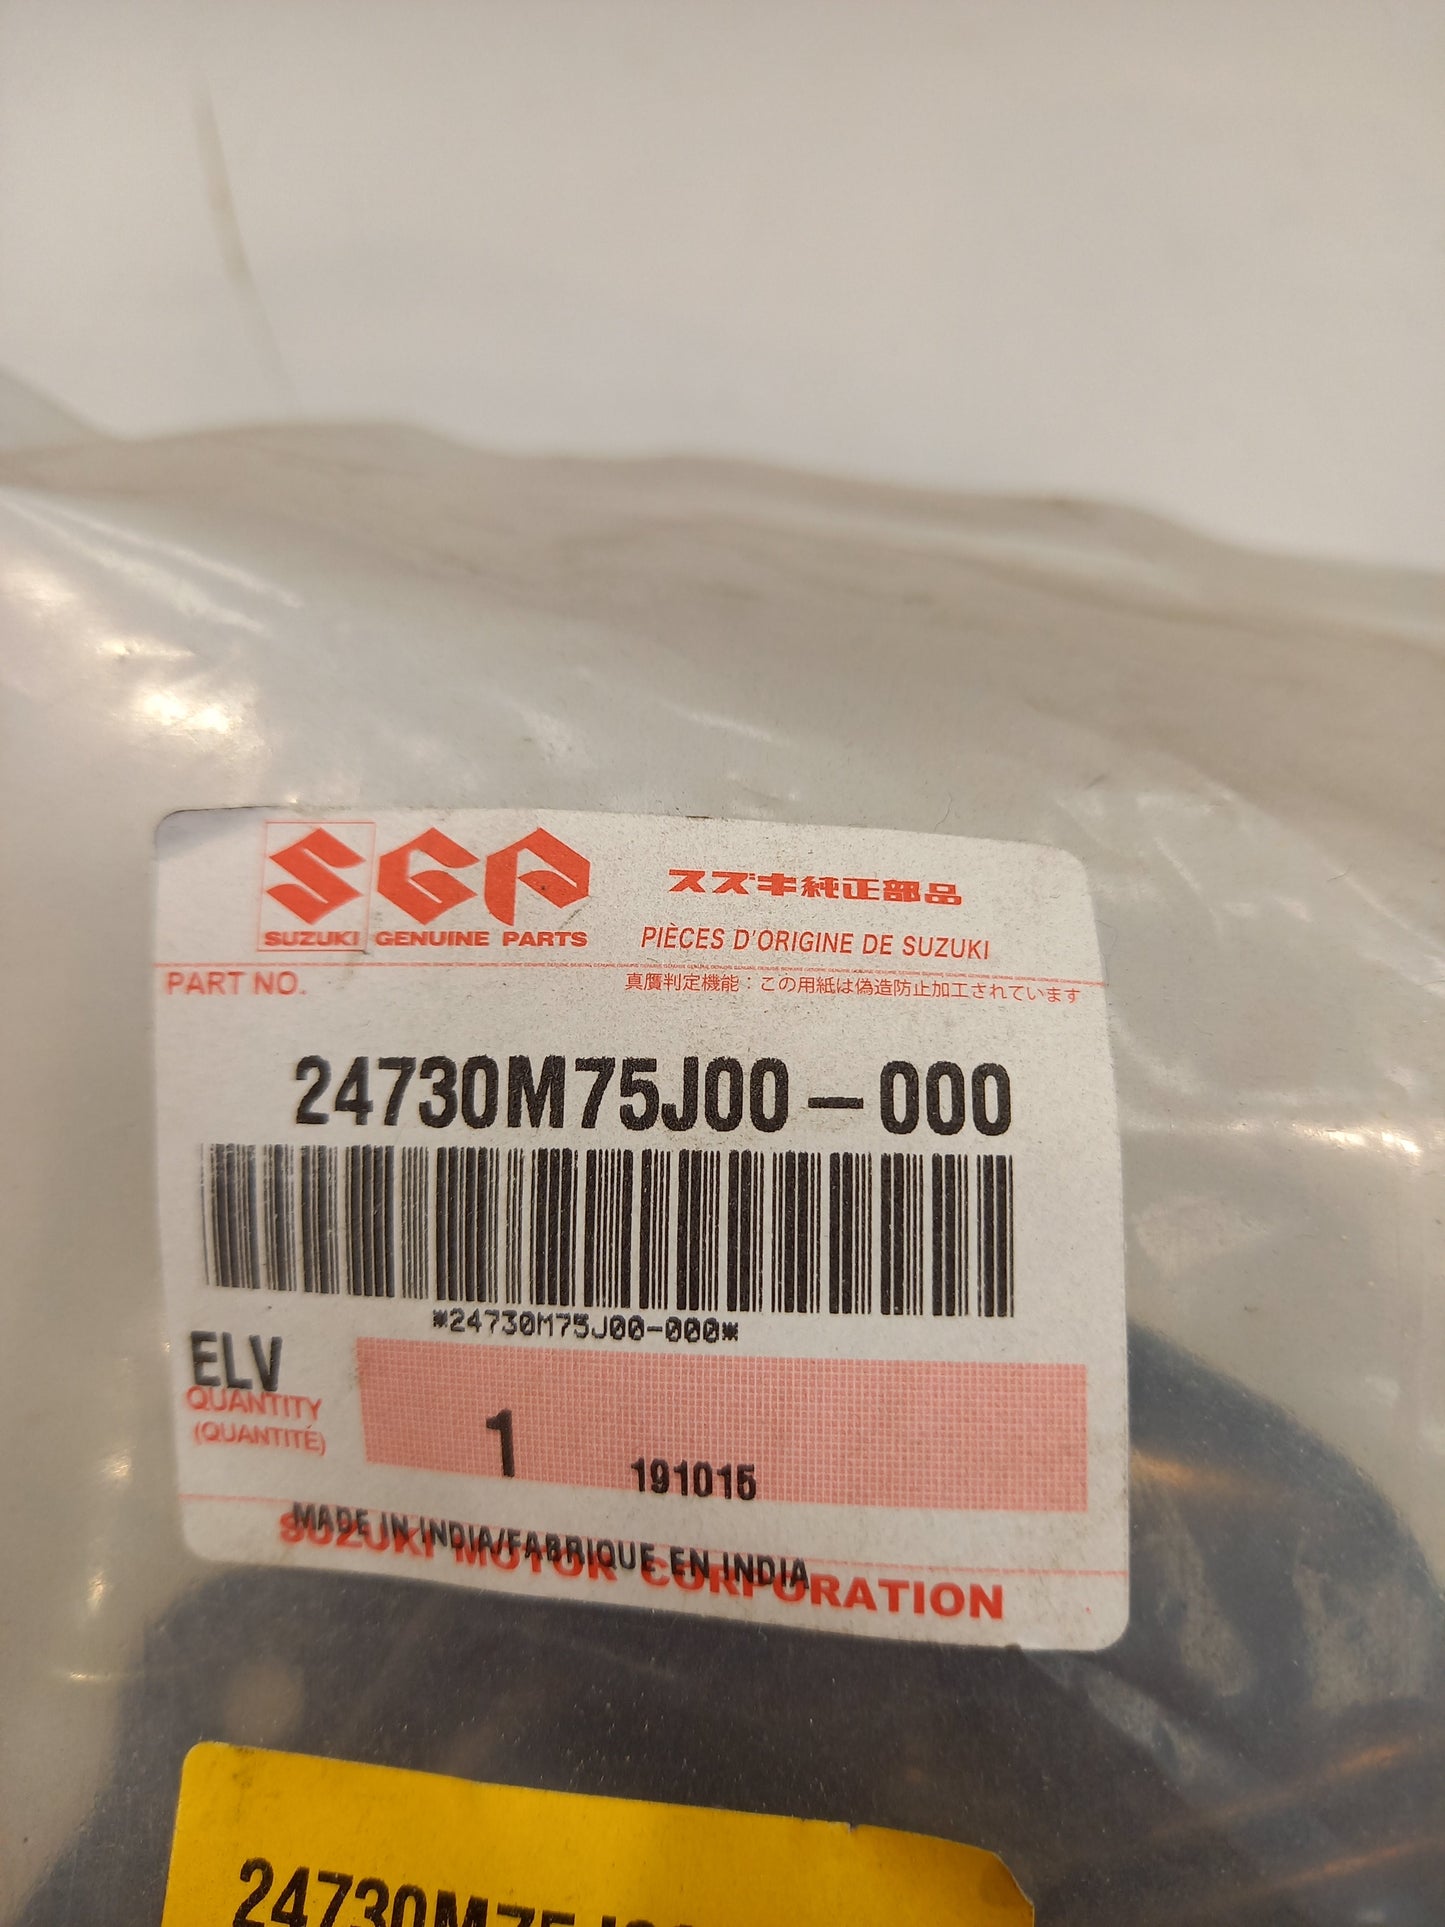 SGP
スズキ純正部品
SUZUKI GENUINE PARTS
PIÈCES D'ORIGINE DE SUZUKI
PART NO.
真贋判定機能：この用紙は偽造防止加工されています
24730M75J00-000
*24730M75J00-000*
ELV
QUANTITY
(QUANTITÉ)
1
191015
MADE IN INDIA/FABRIQUE EN INDIA
SUZUKI MOTOR CORPORATION
24730M75J00